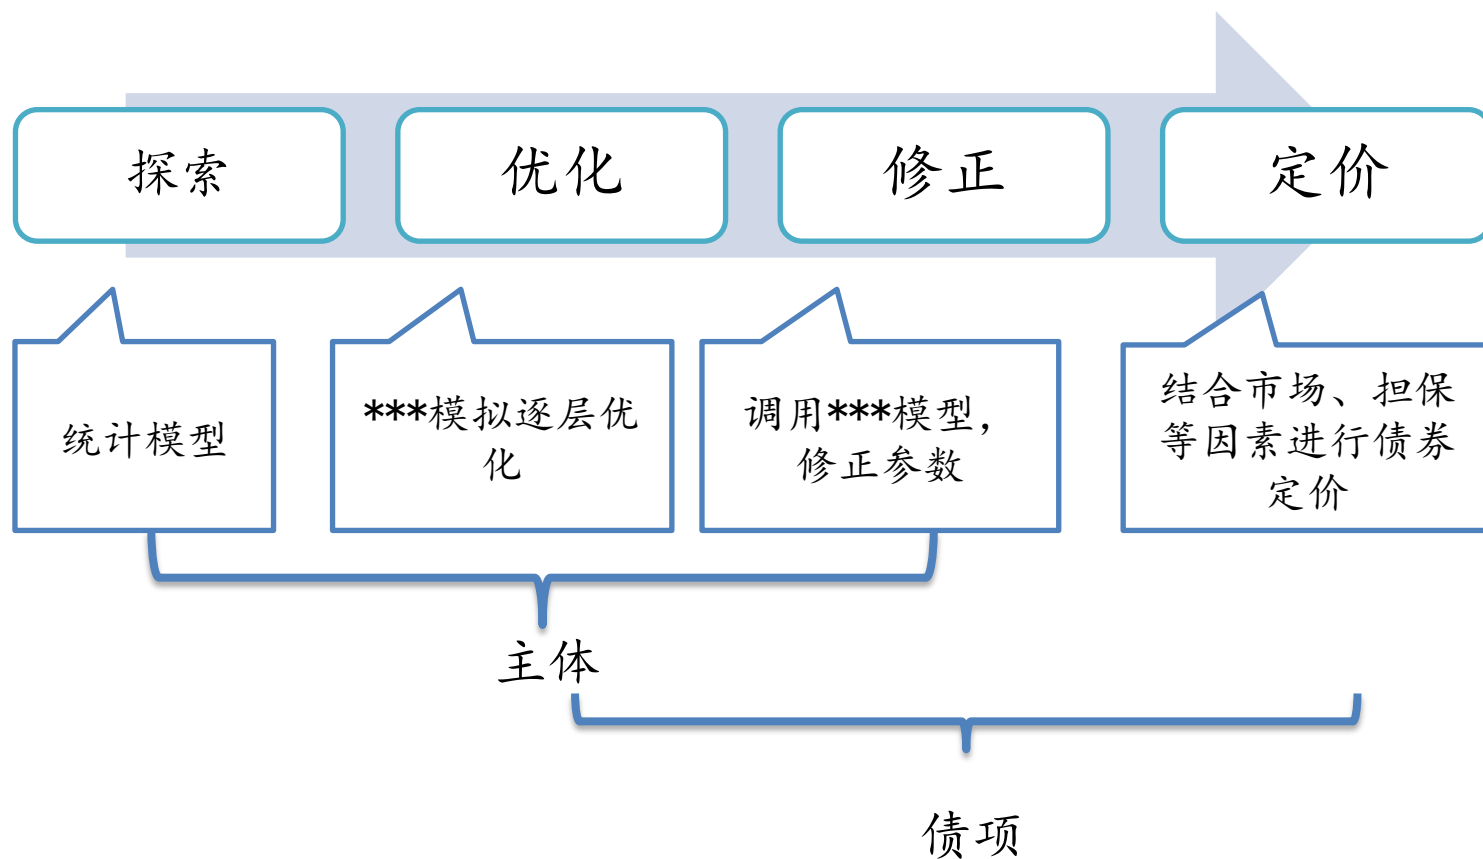 探索
优化
修正
定价
统计模型
***模拟逐层优
化
调用***模型，
修正参数
结合市场、担保
等因素进行债券
定价
主体
债项